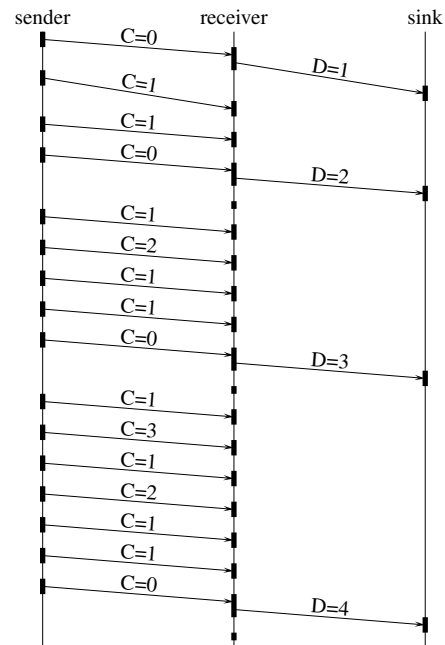 sender receiver sink
C=0
D=1
C=1
C=1
C=0
D=2
C=1
C=2
C=1
C=1
C=0
D=3
C=1
C=3
C=1
C=2
C=1
C=1
C=0
D=4